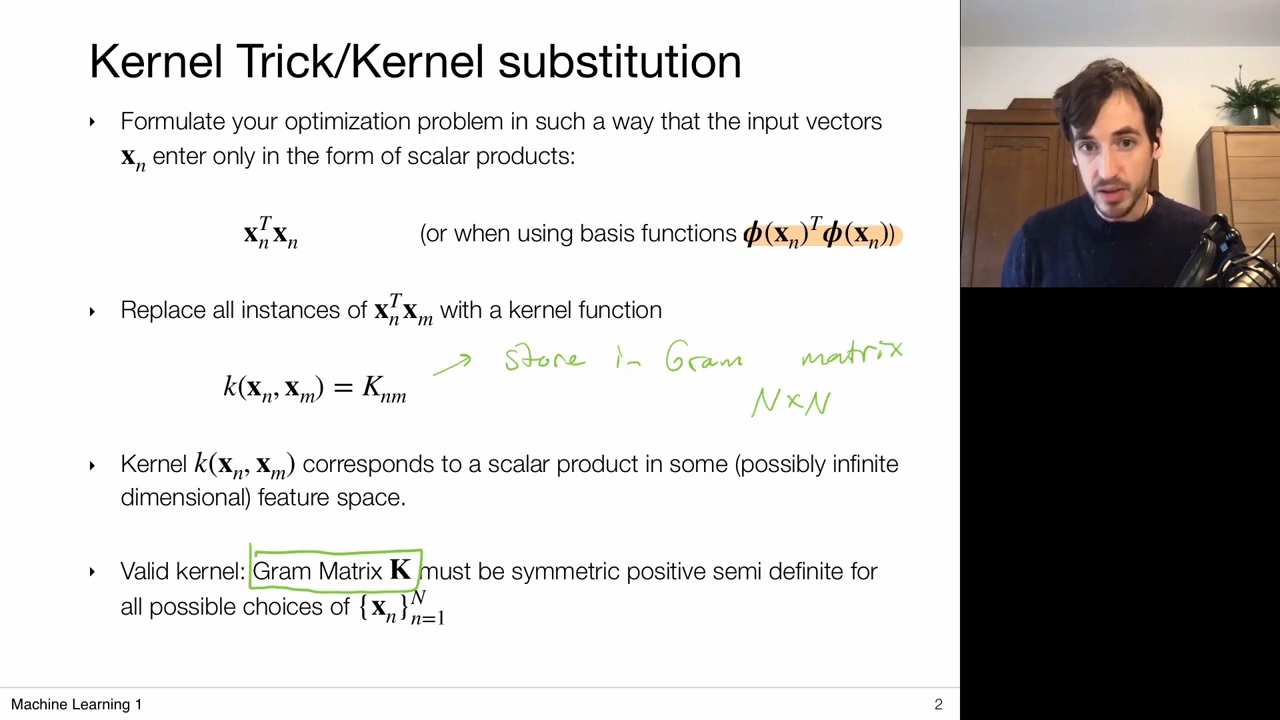 Kernel Trick/Kernel substitution
‣ Formulate your optimization problem in such a way that the input vectors
𝐱ₙ enter only in the form of scalar products:
𝐱ₙᵀ𝐱ₙ (or when using basis functions 𝝓(𝐱ₙ)ᵀ𝝓(𝐱ₙ))
‣ Replace all instances of 𝐱ₙᵀ𝐱ₘ with a kernel function
→ store in Gram matrix
k(𝐱ₙ, 𝐱ₘ) = Kₙₘ
N×N
‣ Kernel k(𝐱ₙ, 𝐱ₘ) corresponds to a scalar product in some (possibly infinite
dimensional) feature space.
‣ Valid kernel: Gram Matrix 𝐊 must be symmetric positive semi definite for
all possible choices of {𝐱ₙ}ₙ₌₁ᴺ
Machine Learning 1 2